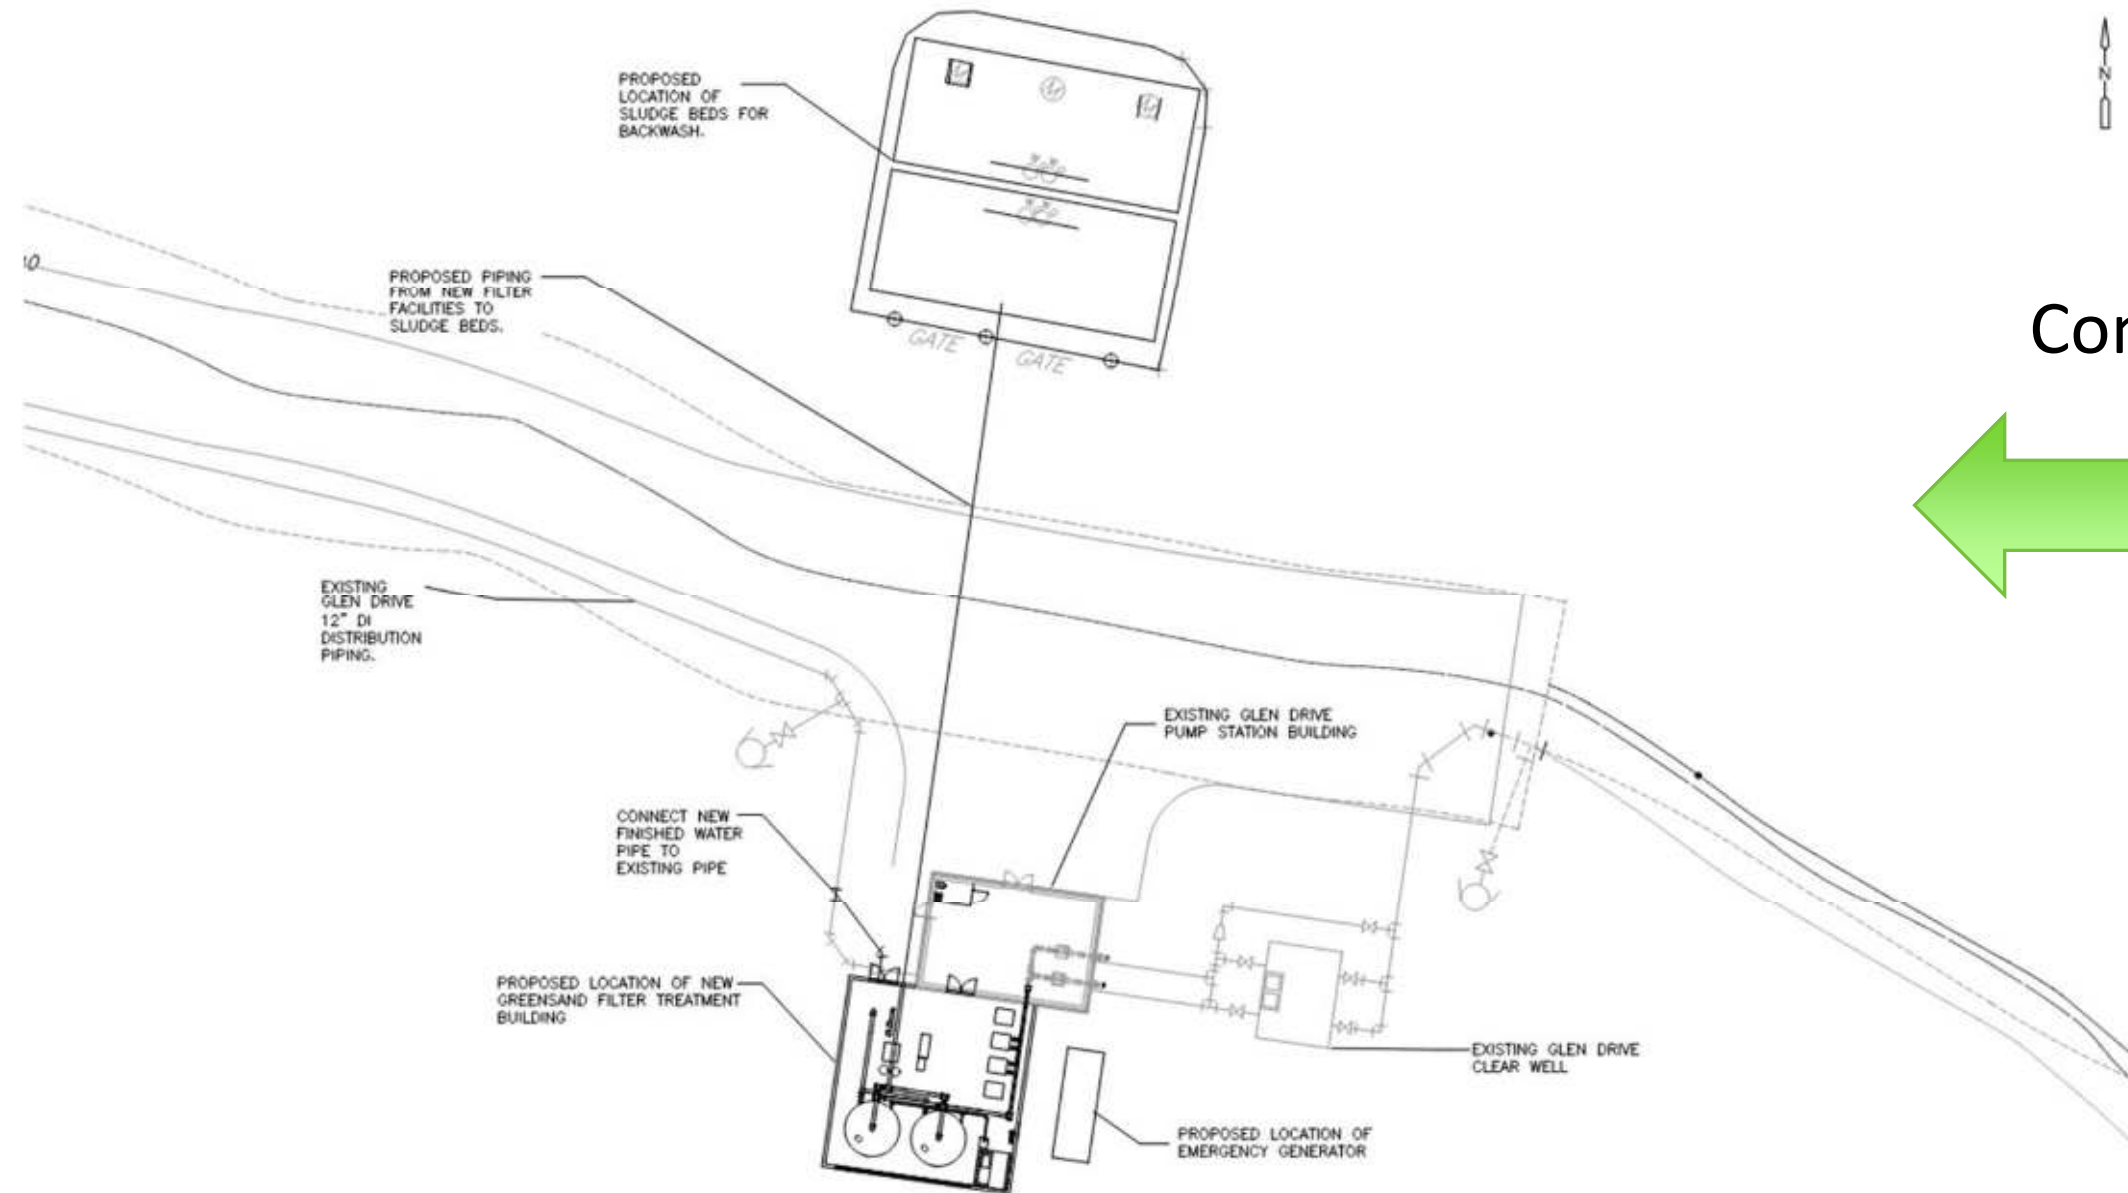 PROPOSED
LOCATION OF
SLUDGE BEDS FOR
BACKWASH.
N
PROPOSED PIPING
FROM NEW FILTER
FACILITIES TO
SLUDGE BEDS.
GATE
GATE
Cor
EXISTING
GLEN DRIVE
12" DI
DISTRIBUTION
PIPING.
EXISTING GLEN DRIVE
PUMP STATION BUILDING
CONNECT NEW
FINISHED WATER
PIPE TO
EXISTING PIPE
PROPOSED LOCATION OF NEW
GREENSAND FILTER TREATMENT
BUILDING
EXISTING GLEN DRIVE
CLEAR WELL
PROPOSED LOCATION OF
EMERGENCY GENERATOR